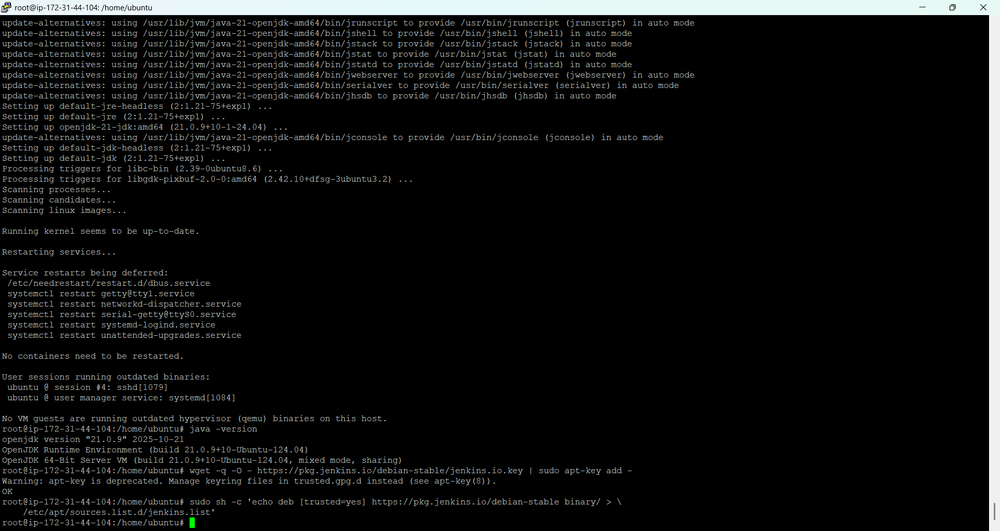 root@ip-172-31-44-104: /home/ubuntu
update-alternatives: using /usr/lib/jvm/java-21-openjdk-amd64/bin/jrunscript to provide /usr/bin/jrunscript (jrunscript) in auto mode
update-alternatives: using /usr/lib/jvm/java-21-openjdk-amd64/bin/jshell to provide /usr/bin/jshell (jshell) in auto mode
update-alternatives: using /usr/lib/jvm/java-21-openjdk-amd64/bin/jstack to provide /usr/bin/jstack (jstack) in auto mode
update-alternatives: using /usr/lib/jvm/java-21-openjdk-amd64/bin/jstat to provide /usr/bin/jstat (jstat) in auto mode
update-alternatives: using /usr/lib/jvm/java-21-openjdk-amd64/bin/jstatd to provide /usr/bin/jstatd (jstatd) in auto mode
update-alternatives: using /usr/lib/jvm/java-21-openjdk-amd64/bin/jwebserver to provide /usr/bin/jwebserver (jwebserver) in auto mode
update-alternatives: using /usr/lib/jvm/java-21-openjdk-amd64/bin/serialver to provide /usr/bin/serialver (serialver) in auto mode
update-alternatives: using /usr/lib/jvm/java-21-openjdk-amd64/bin/jhsdb to provide /usr/bin/jhsdb (jhsdb) in auto mode
Setting up default-jre-headless (2:1.21-75+exp1) ...
Setting up default-jre (2:1.21-75+exp1) ...
Setting up openjdk-21-jdk:amd64 (21.0.9+10-1~24.04) ...
update-alternatives: using /usr/lib/jvm/java-21-openjdk-amd64/bin/jconsole to provide /usr/bin/jconsole (jconsole) in auto mode
Setting up default-jdk-headless (2:1.21-75+exp1) ...
Setting up default-jdk (2:1.21-75+exp1) ...
Processing triggers for libc-bin (2.39-0ubuntu8.6) ...
Processing triggers for libgdk-pixbuf-2.0-0:amd64 (2.42.10+dfsg-3ubuntu3.2) ...
Scanning processes...
Scanning candidates...
Scanning linux images...
Running kernel seems to be up-to-date.
Restarting services...
Service restarts being deferred:
/etc/needrestart/restart.d/dbus.service
systemctl restart getty@tty1.service
systemctl restart networkd-dispatcher.service
systemctl restart serial-getty@ttyS0.service
systemctl restart systemd-logind.service
systemctl restart unattended-upgrades.service
No containers need to be restarted.
User sessions running outdated binaries:
ubuntu @ session #4: sshd[1079]
ubuntu @ user manager service: systemd[1084]
No VM guests are running outdated hypervisor (qemu) binaries on this host.
root@ip-172-31-44-104:/home/ubuntu# java -version
openjdk version "21.0.9" 2025-10-21
OpenJDK Runtime Environment (build 21.0.9+10-Ubuntu-124.04)
OpenJDK 64-Bit Server VM (build 21.0.9+10-Ubuntu-124.04, mixed mode, sharing)
root@ip-172-31-44-104:/home/ubuntu# wget -q -O - https://pkg.jenkins.io/debian-stable/jenkins.io.key | sudo apt-key add -
Warning: apt-key is deprecated. Manage keyring files in trusted.gpg.d instead (see apt-key(8)).
OK
root@ip-172-31-44-104:/home/ubuntu# sudo sh -c 'echo deb [trusted=yes] https://pkg.jenkins.io/debian-stable binary/ > \
/etc/apt/sources.list.d/jenkins.list'
root@ip-172-31-44-104:/home/ubuntu#